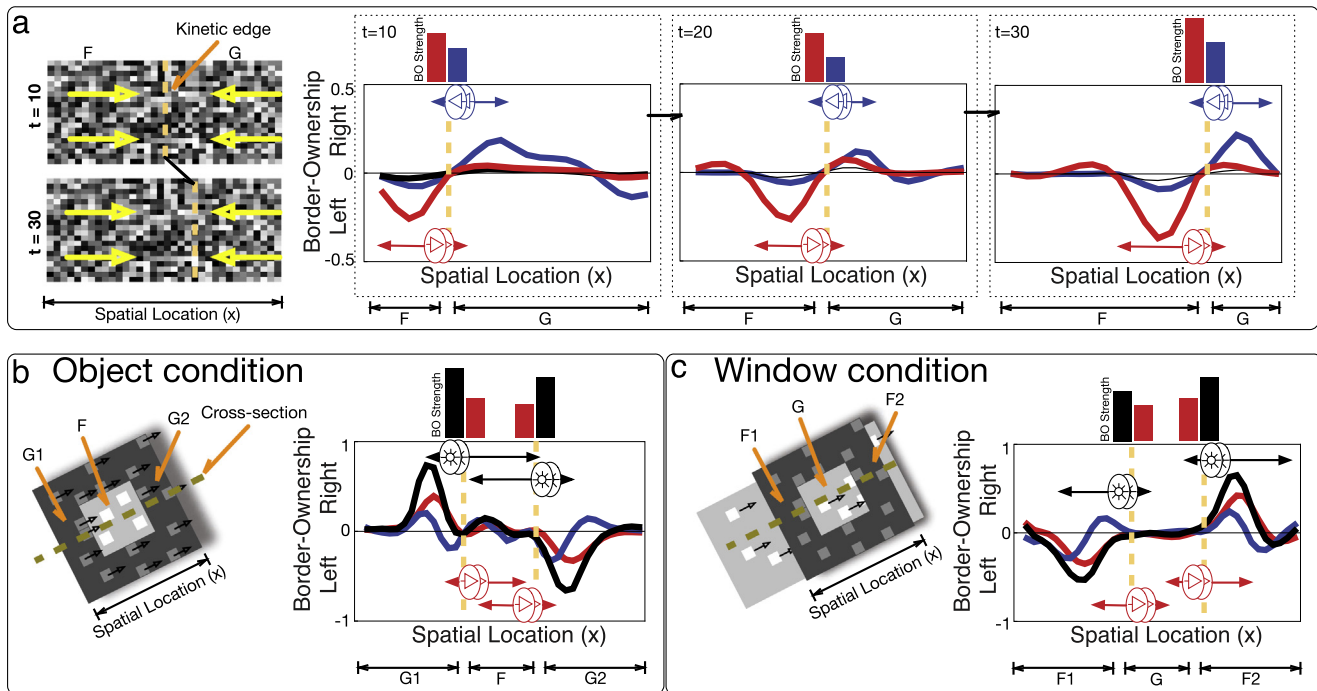 a
Kinetic edge
F
G
t = 10
t = 30
Spatial Location (x)
t=10
BO Strength
t=20
BO Strength
t=30
BO Strength
0.5
0
-0.5
Border-Ownership
Left Right
Spatial Location (x)
Spatial Location (x)
Spatial Location (x)
F
G
F
G
F
G
b
Object condition
G1
F
G2
Cross-section
Spatial Location (x)
BO Strength
1
0
-1
Border-Ownership
Left Right
Spatial Location (x)
G1
F
G2
c
Window condition
F1
G
F2
Spatial Location (x)
BO Strength
1
0
-1
Border-Ownership
Left Right
Spatial Location (x)
F1
G
F2